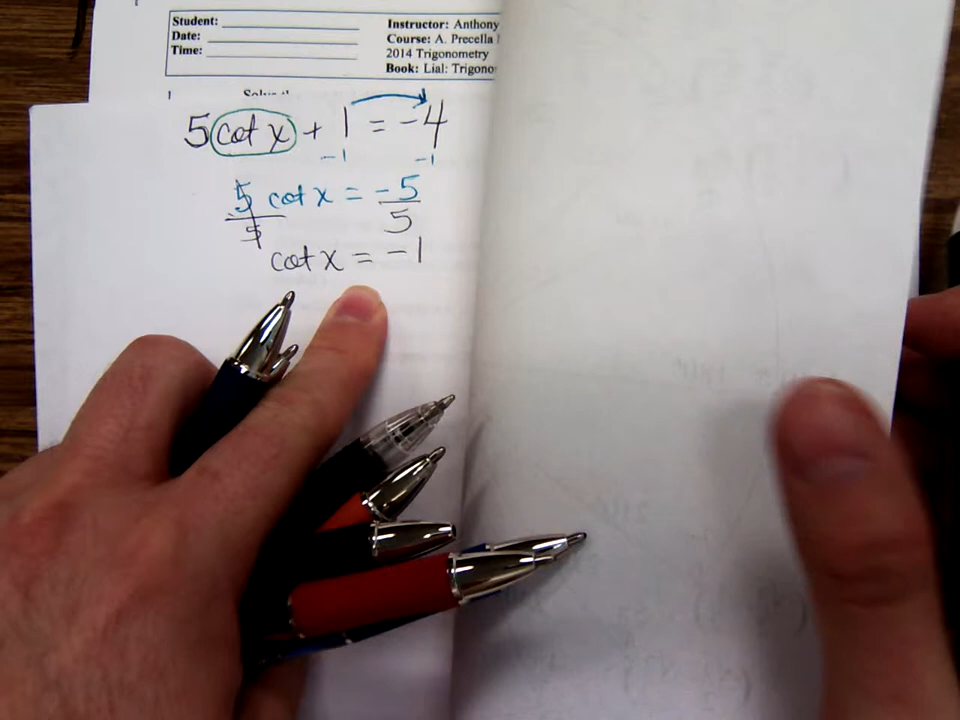 Student:
Date:
Time:
Instructor: Anthony
Course: A. Precella
2014 Trigonometry
Book: Lial: Trigono
1
5 cot x + 1 = -4
-1 -1
5 cot x = -5
5 5
cot x = -1